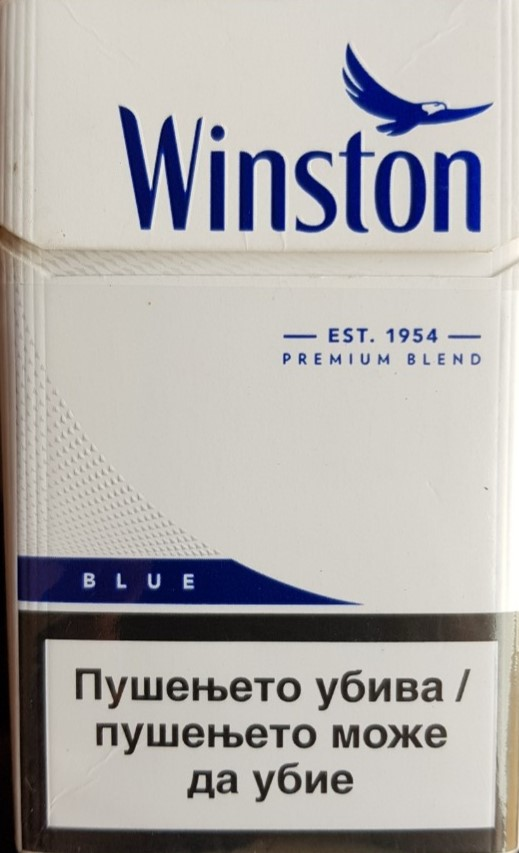 Winston
EST. 1954
PREMIUM BLEND
BLUE
Пушењето убива /
пушењето може
да убие